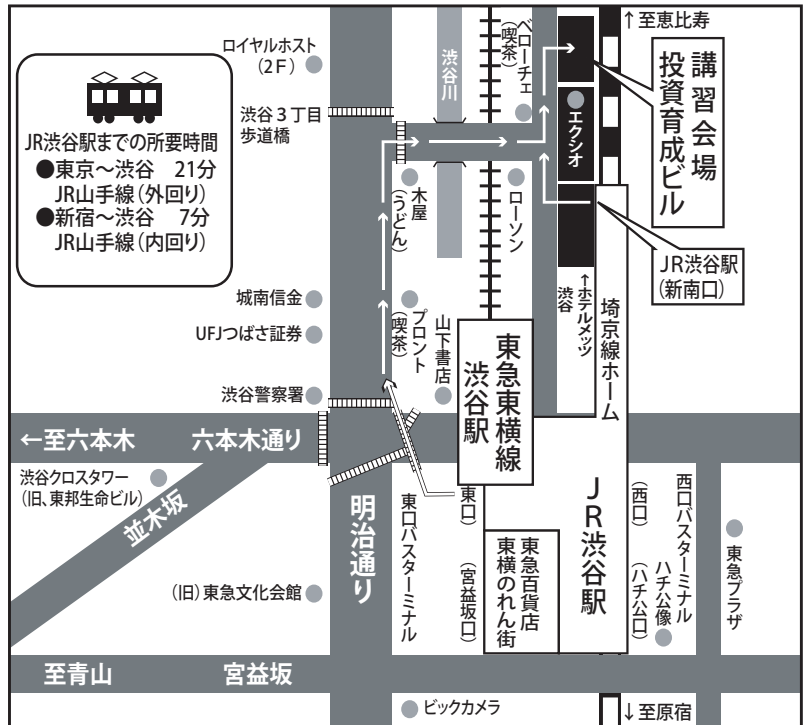 JR渋谷駅までの所要時間
●東京～渋谷 21分
JR山手線(外回り)
●新宿～渋谷 7分
JR山手線(内回り)
ロイヤルホスト
(2F)
渋谷3丁目
歩道橋
渋谷川
ベローチェ
(喫茶)
↑至恵比寿
講習会場
投資育成ビル
エクシオ
木屋
(うどん)
ローソン
JR渋谷駅
(新南口)
↑ホテルメッツ
渋谷
埼京線ホーム
城南信金
UFJつばさ証券
プロント
(喫茶)
山下書店
東急東横線
渋谷駅
渋谷警察署
←至六本木 六本木通り
渋谷クロスタワー
(旧、東邦生命ビル)
並木坂
明治通り
東口バスターミナル
(東口)
(宮益坂口)
東急百貨店
東横のれん街
JR渋谷駅
(西口)
(ハチ公口)
西口バスターミナル
ハチ公像
東急プラザ
(旧)東急文化会館
至青山 宮益坂
ビックカメラ
↓至原宿